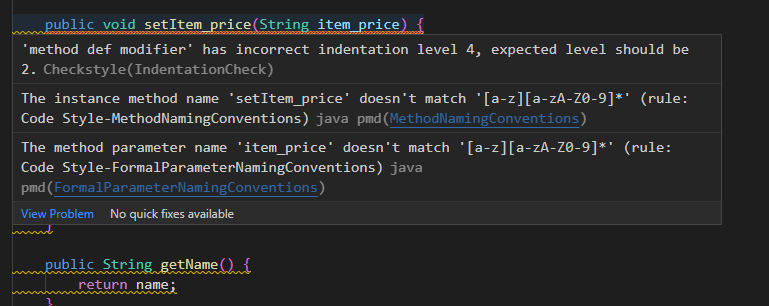 public void setItem_price(String item_price) {
'method def modifier' has incorrect indentation level 4, expected level should be
2. Checkstyle(IndentationCheck)
The instance method name 'setItem_price' doesn't match '[a-z][a-zA-Z0-9]*' (rule:
Code Style-MethodNamingConventions) java pmd(MethodNamingConventions)
The method parameter name 'item_price' doesn't match '[a-z][a-zA-Z0-9]*' (rule:
Code Style-FormalParameterNamingConventions) java
pmd(FormalParameterNamingConventions)
View Problem No quick fixes available
}
public String getName() {
return name;
}